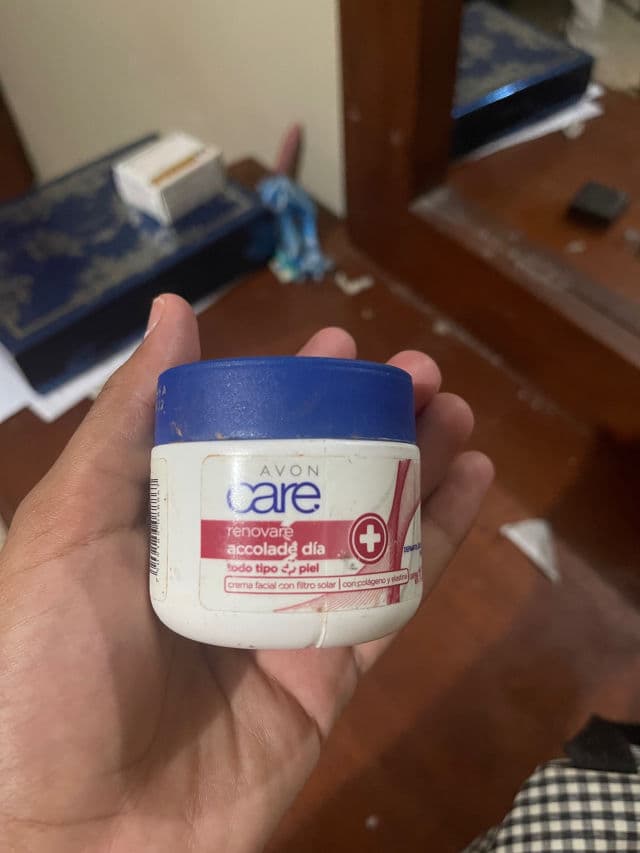 AVON
care
renovare
accolade día
todo tipo de piel
crema facial con filtro solar | con colágeno y elastina